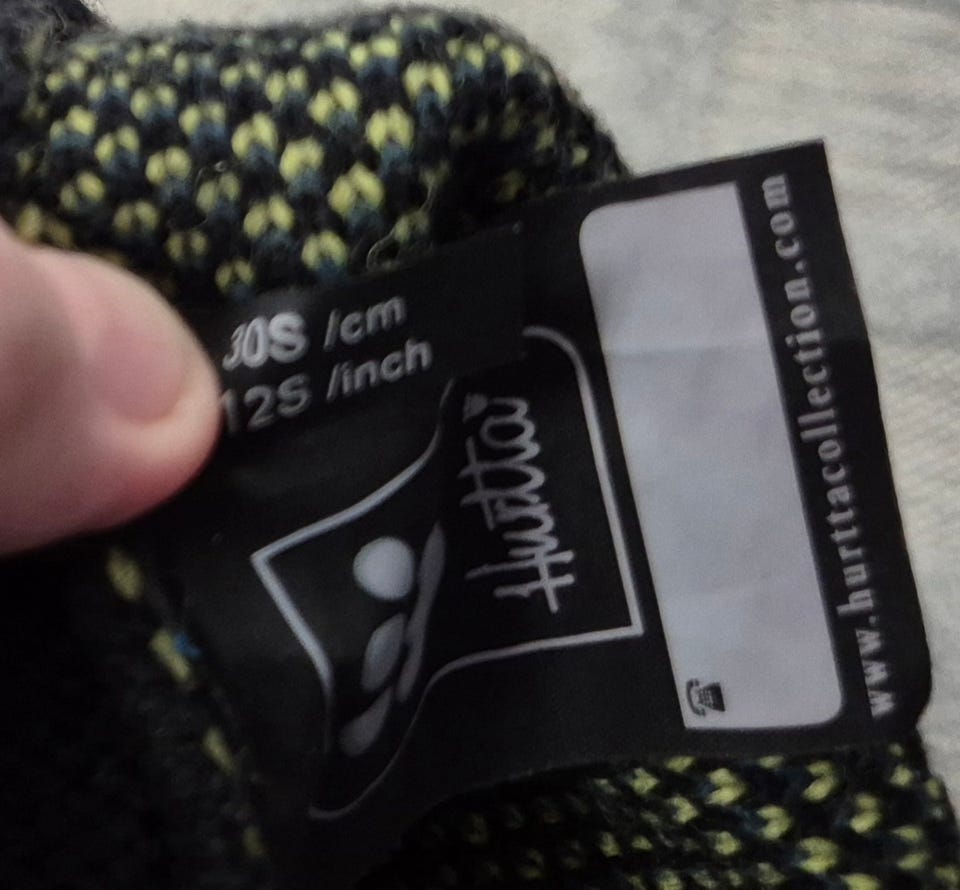 30S /cm
12S /inch
Hurtta
www.hurttacollection.com